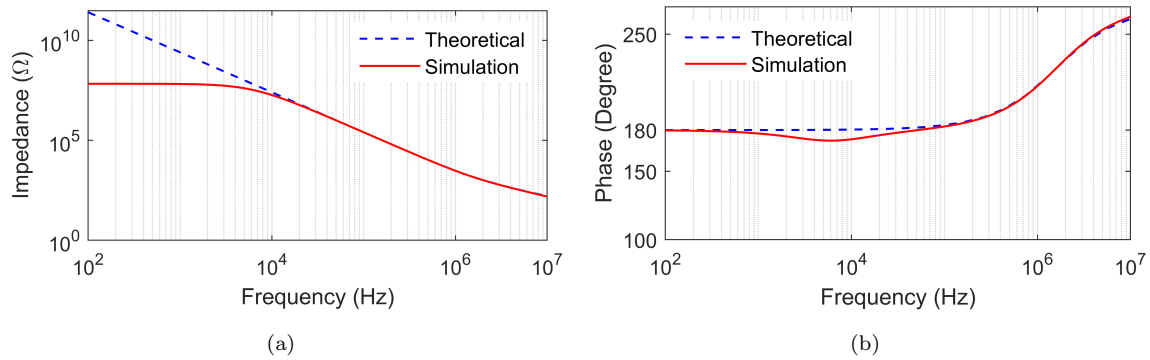 Impedance (Ω)
10^10
10^5
10^0
Theoretical
Simulation
10^2
10^4
10^6
10^7
Frequency (Hz)
(a)
Phase (Degree)
250
180
150
100
Theoretical
Simulation
10^2
10^4
10^6
10^7
Frequency (Hz)
(b)